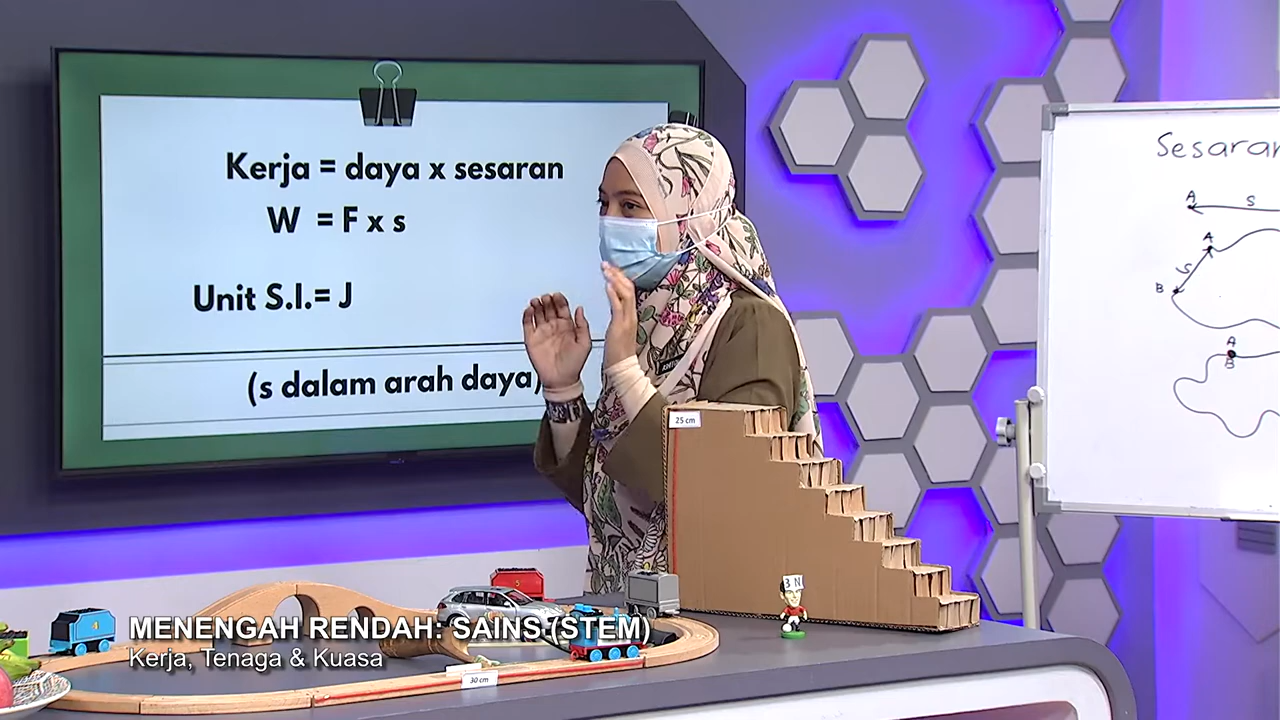 Kerja = daya x sesaran
W = F x s
Unit S.I.= J
(s dalam arah daya)
Sesaran
A
s
A
S
B
A
B
25 cm
3 N
5
30 cm
MENENGAH RENDAH: SAINS (STEM)
Kerja, Tenaga & Kuasa